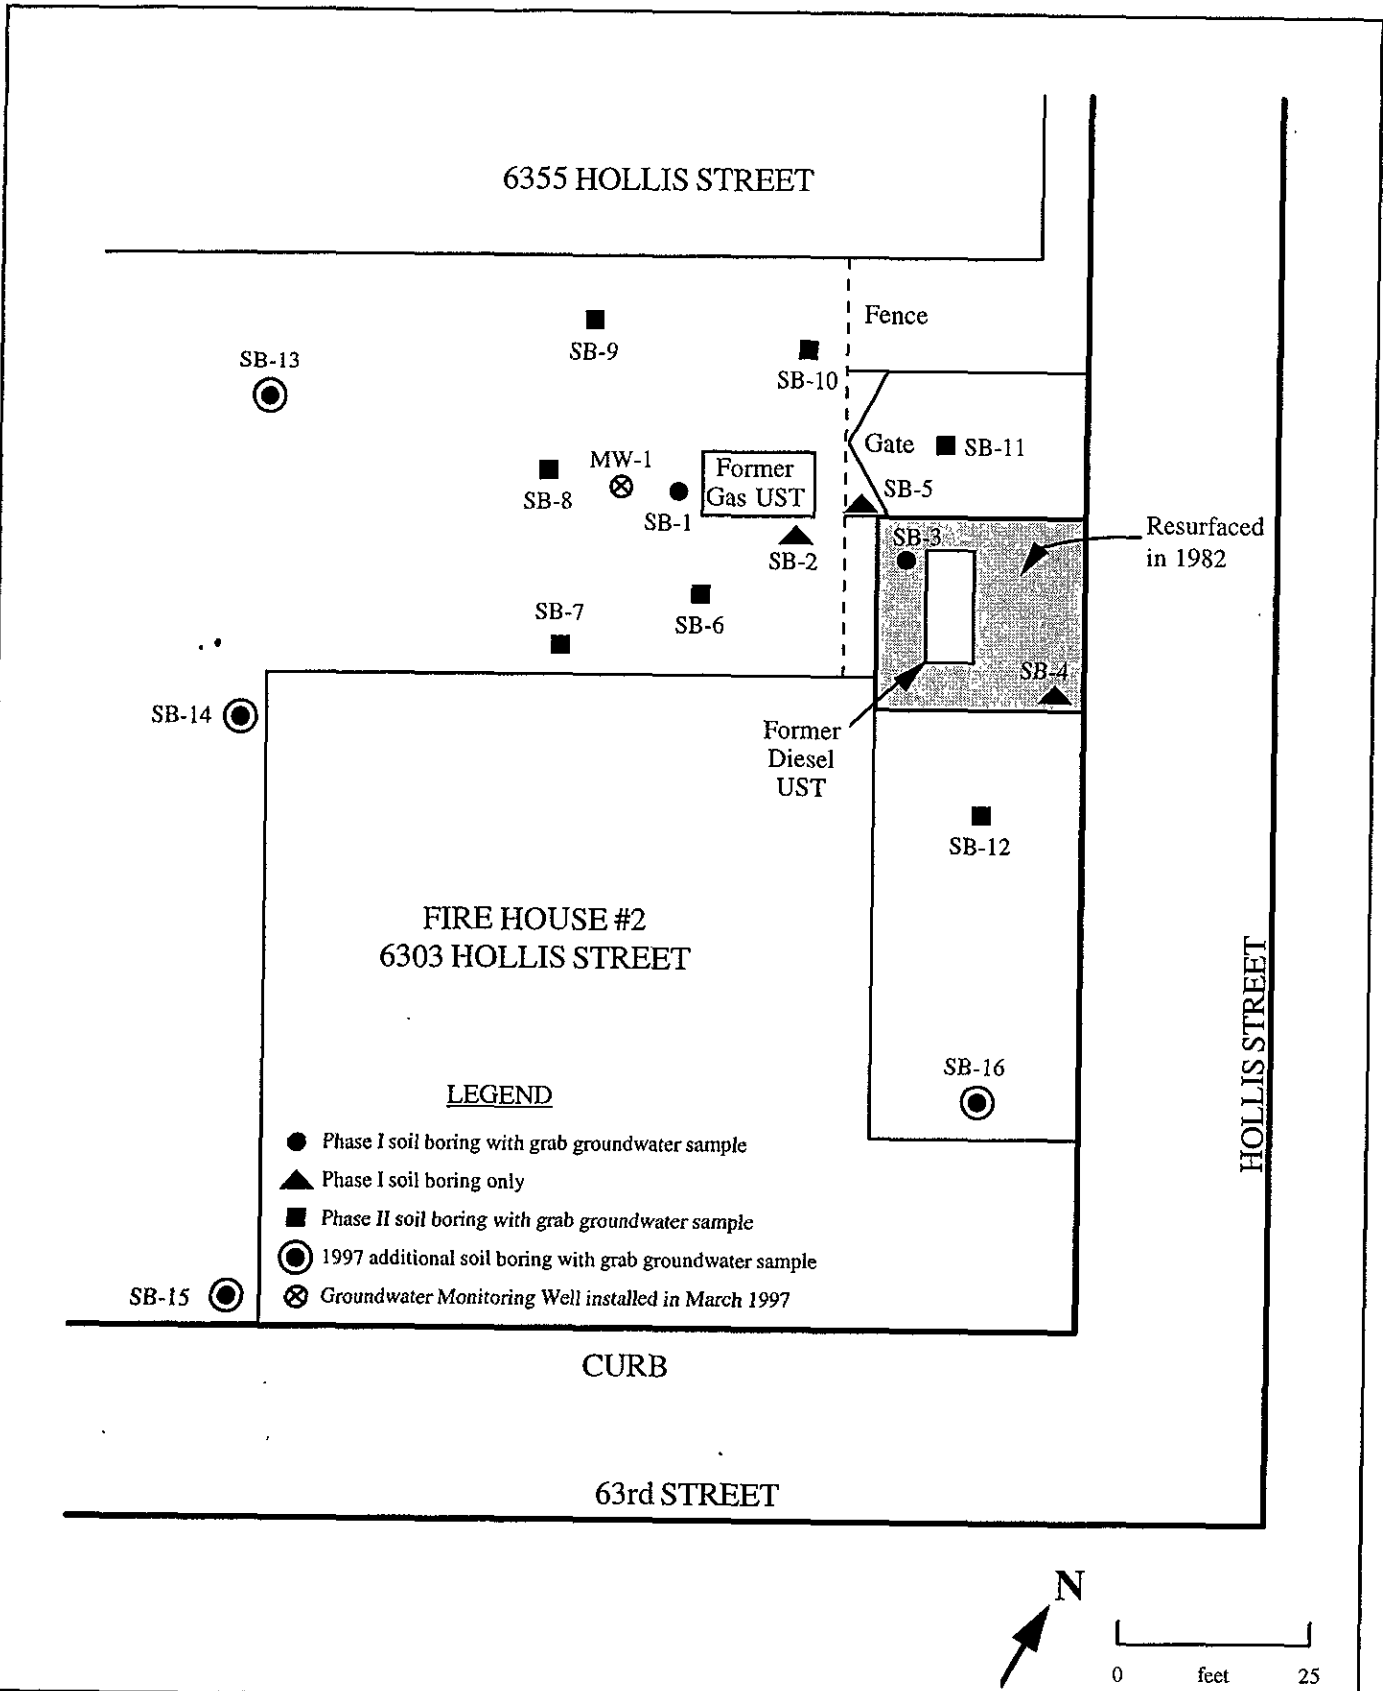 6355 HOLLIS STREET
Fence
SB-9
SB-13
SB-10
Gate
SB-11
MW-1
Former
Gas UST
SB-8
SB-5
SB-1
SB-3
Resurfaced
in 1982
SB-2
SB-7
SB-6
SB-4
SB-14
Former
Diesel
UST
SB-12
FIRE HOUSE #2
6303 HOLLIS STREET
HOLLIS STREET
SB-16
LEGEND
Phase I soil boring with grab groundwater sample
Phase I soil boring only
Phase II soil boring with grab groundwater sample
1997 additional soil boring with grab groundwater sample
SB-15
Groundwater Monitoring Well installed in March 1997
CURB
63rd STREET
N
0 feet 25